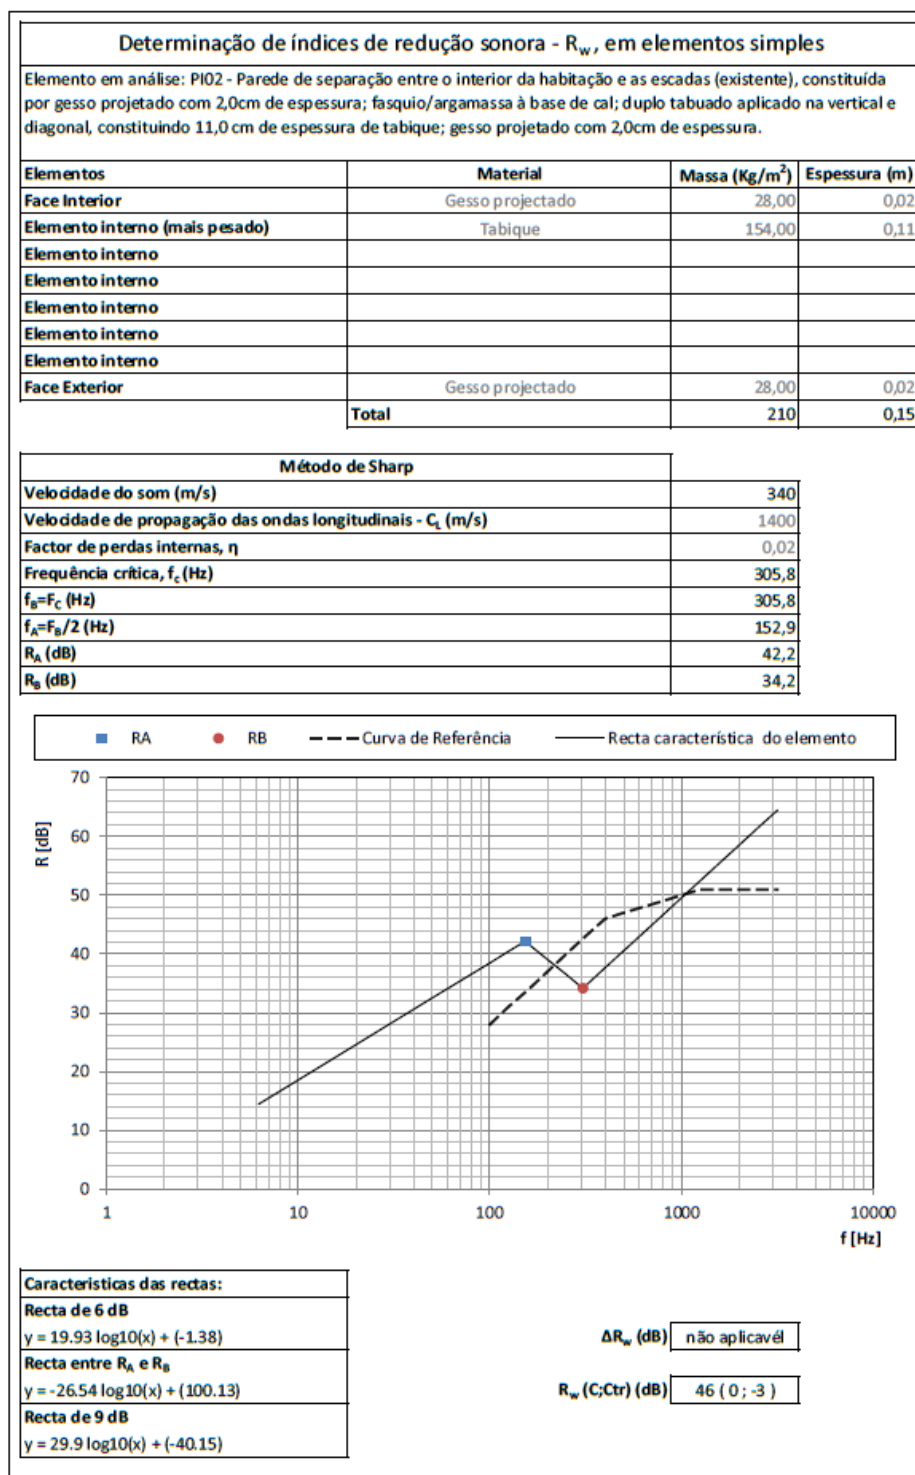 Determinação de índices de redução sonora - Rw, em elementos simples
Elemento em análise: PI02 - Parede de separação entre o interior da habitação e as escadas (existente), constituída
por gesso projetado com 2,0cm de espessura; fasquio/argamassa à base de cal; duplo tabuado aplicado na vertical e
diagonal, constituindo 11,0 cm de espessura de tabique; gesso projetado com 2,0cm de espessura.
Elementos Material Massa (Kg/m²) Espessura (m)
Face Interior Gesso projectado 28,00 0,02
Elemento interno (mais pesado) Tabique 154,00 0,11
Elemento interno
Elemento interno
Elemento interno
Elemento interno
Elemento interno
Face Exterior Gesso projectado 28,00 0,02
Total 210 0,15
Método de Sharp
Velocidade do som (m/s) 340
Velocidade de propagação das ondas longitudinais - CL (m/s) 1400
Factor de perdas internas, η 0,02
Frequência crítica, fc (Hz) 305,8
fB=FC (Hz) 305,8
fA=FB/2 (Hz) 152,9
RA (dB) 42,2
RB (dB) 34,2
RA RB Curva de Referência Recta característica do elemento
R [dB]
70
60
50
40
30
20
10
0
1 10 100 1000 10000
f [Hz]
Caracteristicas das rectas:
Recta de 6 dB
y = 19.93 log10(x) + (-1.38)
Recta entre RA e RB
y = -26.54 log10(x) + (100.13)
Recta de 9 dB
y = 29.9 log10(x) + (-40.15)
ΔRw (dB) não aplicavél
Rw (C;Ctr) (dB) 46 ( 0 ; -3 )